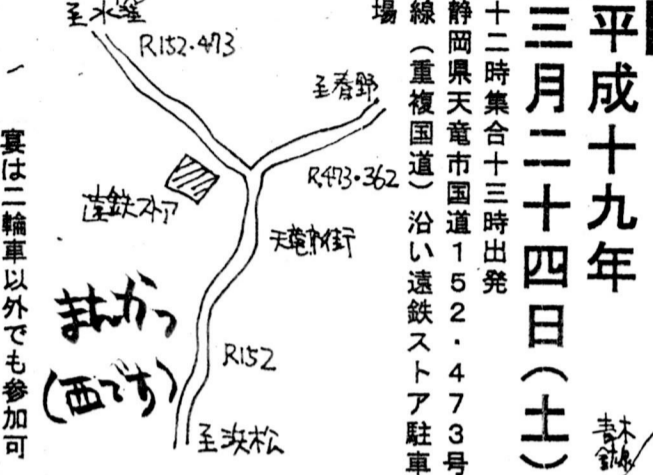 平成十九年
三月二十四日(土)
十二時集合十三時出発
静岡県天竜市国道152・473号
線(重複国道)沿い遠鉄ストア駐車
場
至水窪
R152・473
至春野
R.473・362
遠鉄ストア
天竜市街
まんかつ
(西です)
R152
至浜松
宴は二輪車以外でも参加可
青木